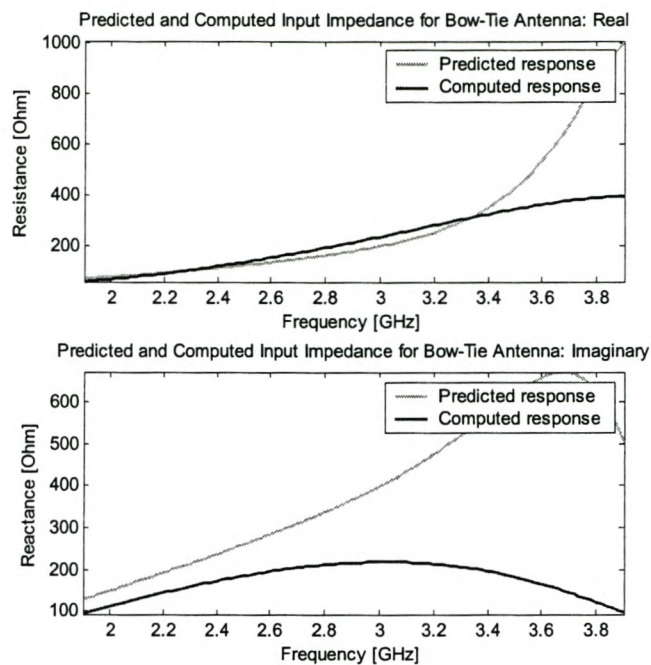 Predicted and Computed Input Impedance for Bow-Tie Antenna: Real
1000
800
600
400
200
Resistance [Ohm]
Predicted response
Computed response
2 2.2 2.4 2.6 2.8 3 3.2 3.4 3.6 3.8
Frequency [GHz]
Predicted and Computed Input Impedance for Bow-Tie Antenna: Imaginary
600
500
400
300
200
100
Reactance [Ohm]
Predicted response
Computed response
2 2.2 2.4 2.6 2.8 3 3.2 3.4 3.6 3.8
Frequency [GHz]